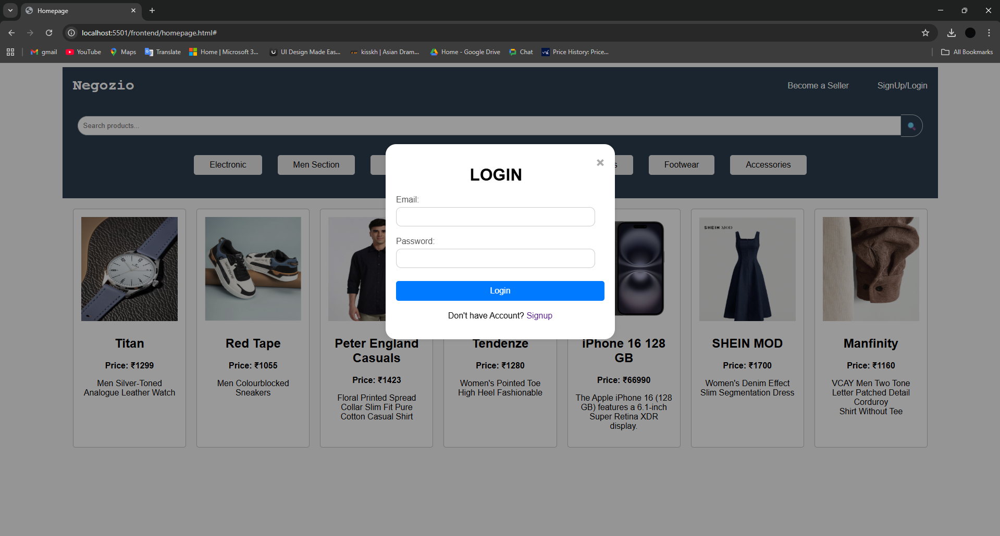 Homepage
localhost:5501/frontend/homepage.html#
gmail
YouTube
Maps
Translate
Home | Microsoft 3...
UI Design Made Eas...
kisskh | Asian Dram...
Home - Google Drive
Chat
Price History: Price...
All Bookmarks
Negozio
Become a Seller
SignUp/Login
Search products...
Electronic
Men Section
Footwear
Accessories
LOGIN
Email:
Password:
Login
Don't have Account? Signup
SHEIN MOD
Titan
Price: ₹1299
Men Silver-Toned
Analogue Leather Watch
Red Tape
Price: ₹1055
Men Colourblocked
Sneakers
Peter England
Casuals
Price: ₹1423
Floral Printed Spread
Collar Slim Fit Pure
Cotton Casual Shirt
Tendenze
Price: ₹1280
Women's Pointed Toe
High Heel Fashionable
iPhone 16 128
GB
Price: ₹66990
The Apple iPhone 16 (128
GB) features a 6.1-inch
Super Retina XDR
display.
SHEIN MOD
Price: ₹1700
Women's Denim Effect
Slim Segmentation Dress
Manfinity
Price: ₹1160
VCAY Men Two Tone
Letter Patched Detail
Corduroy
Shirt Without Tee